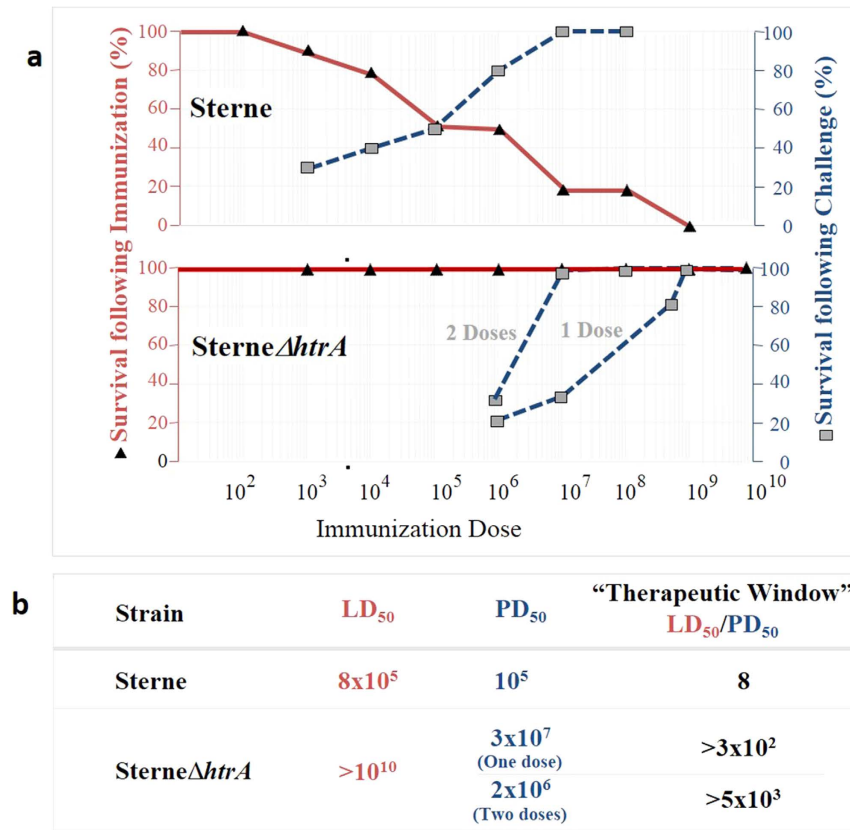 a
Survival following Immunization (%)
Survival following Challenge (%)
100
80
60
40
20
0
Sterne
100
80
60
40
20
0
100
80
60
40
20
0
SterneΔhtrA
2 Doses
1 Dose
100
80
60
40
20
0
10² 10³ 10⁴ 10⁵ 10⁶ 10⁷ 10⁸ 10⁹ 10¹⁰
Immunization Dose
b
Strain LD₅₀ PD₅₀ “Therapeutic Window” LD₅₀/PD₅₀
Sterne 8x10⁵ 10⁵ 8
SterneΔhtrA >10¹⁰
3x10⁷ >3x10²
(One dose)
2x10⁶ >5x10³
(Two doses)